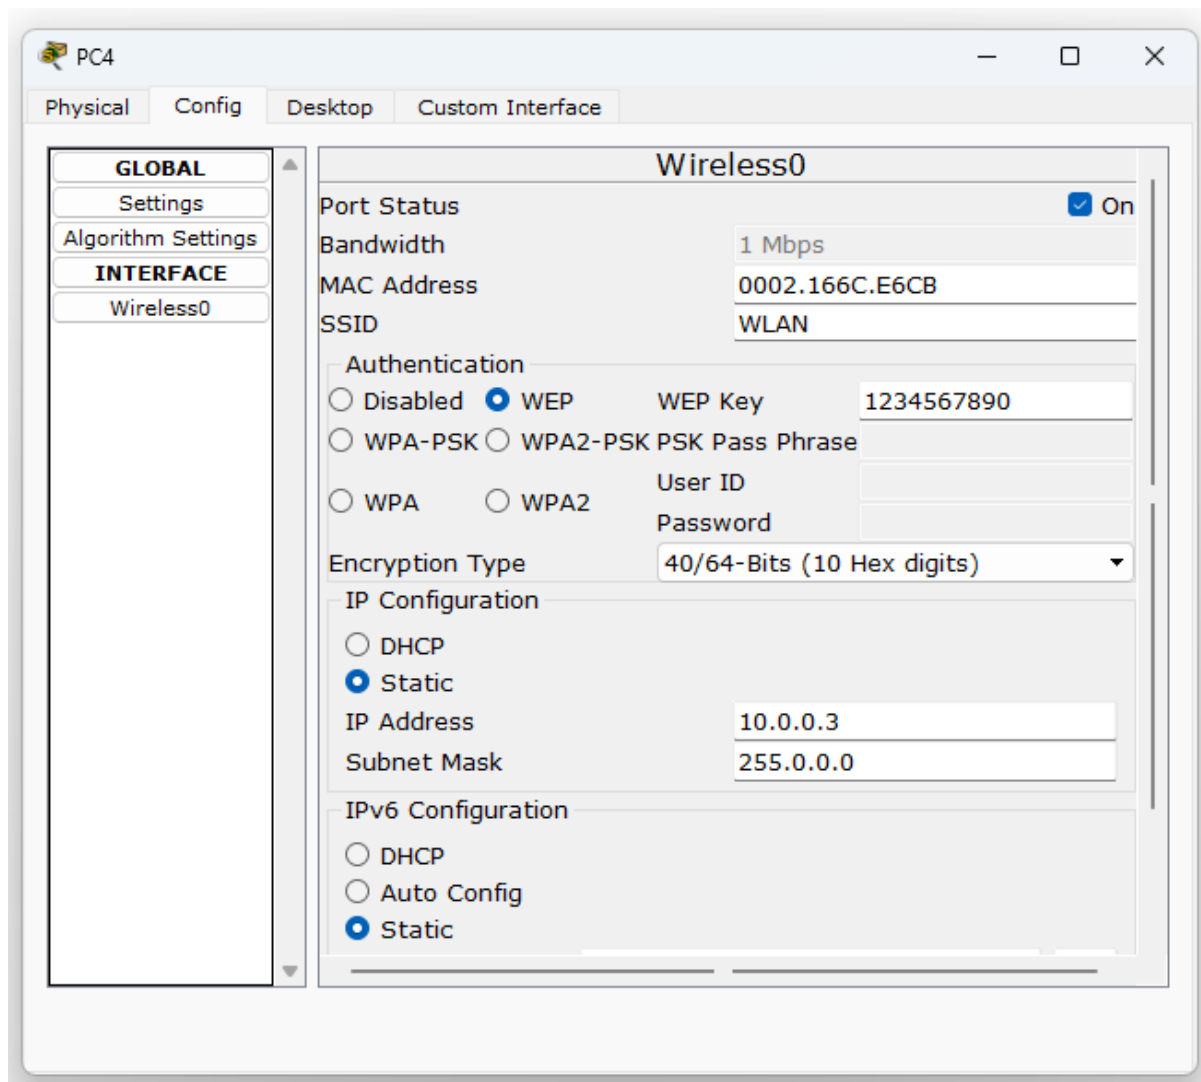 PC4
Physical Config Desktop Custom Interface
GLOBAL
Settings
Algorithm Settings
INTERFACE
Wireless0
Wireless0
Port Status On
Bandwidth 1 Mbps
MAC Address 0002.166C.E6CB
SSID WLAN
Authentication
Disabled WEP WEP Key 1234567890
WPA-PSK WPA2-PSK PSK Pass Phrase
User ID
WPA WPA2
Password
Encryption Type 40/64-Bits (10 Hex digits)
IP Configuration
DHCP
Static
IP Address 10.0.0.3
Subnet Mask 255.0.0.0
IPv6 Configuration
DHCP
Auto Config
Static